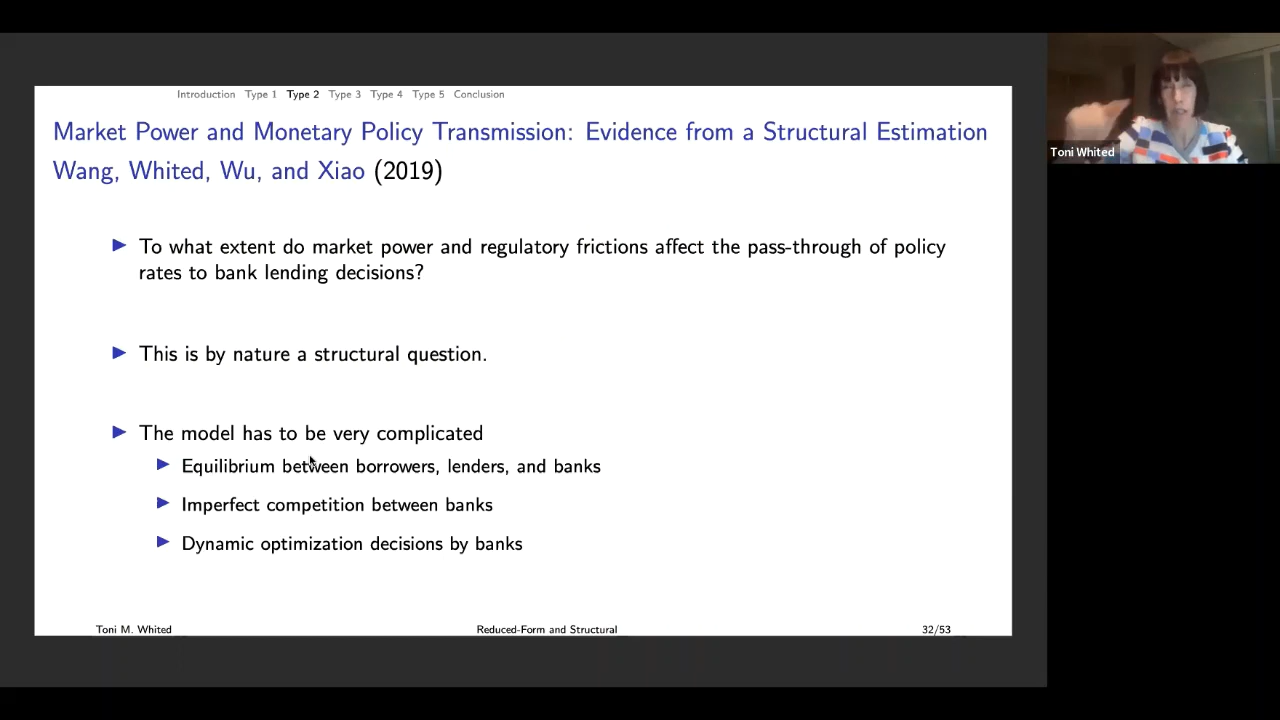 Introduction Type 1 Type 2 Type 3 Type 4 Type 5 Conclusion
Market Power and Monetary Policy Transmission: Evidence from a Structural Estimation
Wang, Whited, Wu, and Xiao (2019)
To what extent do market power and regulatory frictions affect the pass-through of policy
rates to bank lending decisions?
This is by nature a structural question.
The model has to be very complicated
Equilibrium between borrowers, lenders, and banks
Imperfect competition between banks
Dynamic optimization decisions by banks
Toni M. Whited Reduced-Form and Structural 32/53
Toni Whited